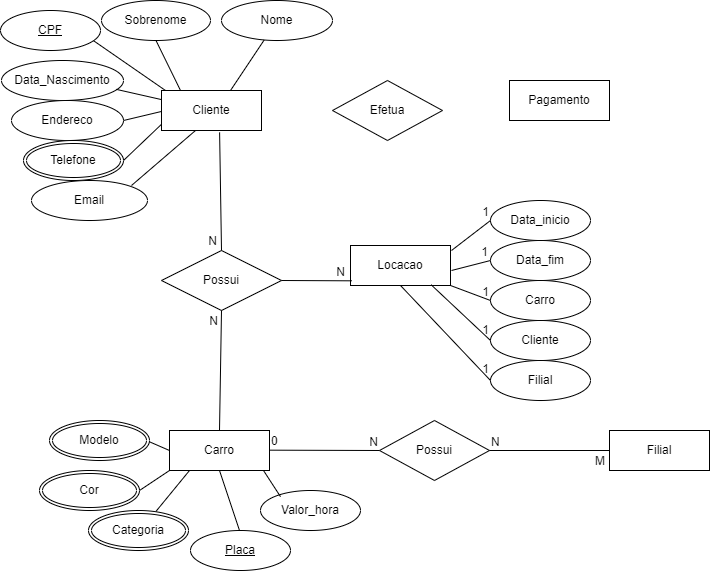 CPF
Sobrenome
Nome
Data_Nascimento
Cliente
Efetua
Pagamento
Endereco
Telefone
Email
N
Possui
N
N
Locacao
1
Data_inicio
1
Data_fim
1
Carro
1
Cliente
1
Filial
Modelo
Carro
0
N
Possui
N
M
Filial
Cor
Categoria
Valor_hora
Placa